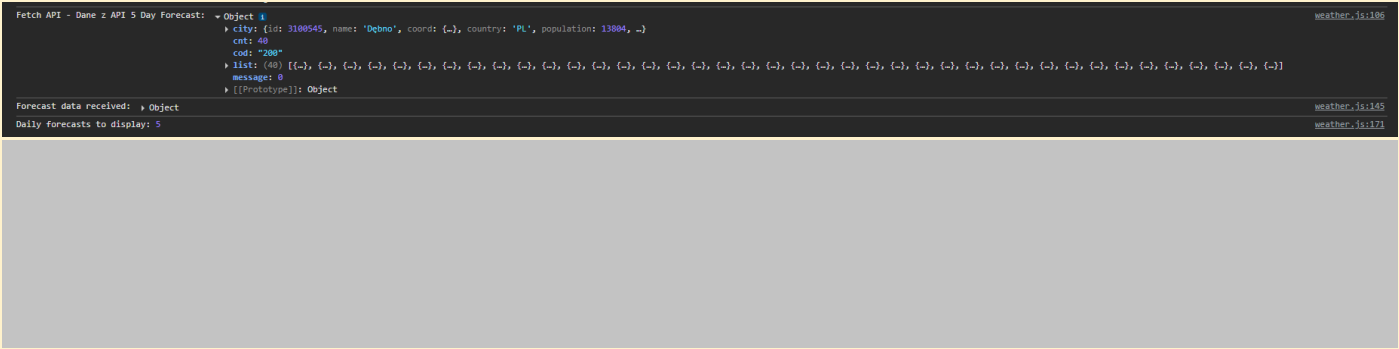 Fetch API - Dane z API 5 Day Forecast: ▼ Object i weather.js:106
▶ city: {id: 3100545, name: 'Dębno', coord: {…}, country: 'PL', population: 13804, …}
cnt: 40
cod: "200"
▶ list: (40) [{…}, {…}, {…}, {…}, {…}, {…}, {…}, {…}, {…}, {…}, {…}, {…}, {…}, {…}, {…}, {…}, {…}, {…}, {…}, {…}, {…}, {…}, {…}, {…}, {…}, {…}, {…}, {…}, {…}, {…}, {…}, {…}, {…}, {…}, {…}, {…}, {…}, {…}, {…}, {…}]
message: 0
▶ [[Prototype]]: Object
Forecast data received: ▶ Object weather.js:145
Daily forecasts to display: 5 weather.js:171